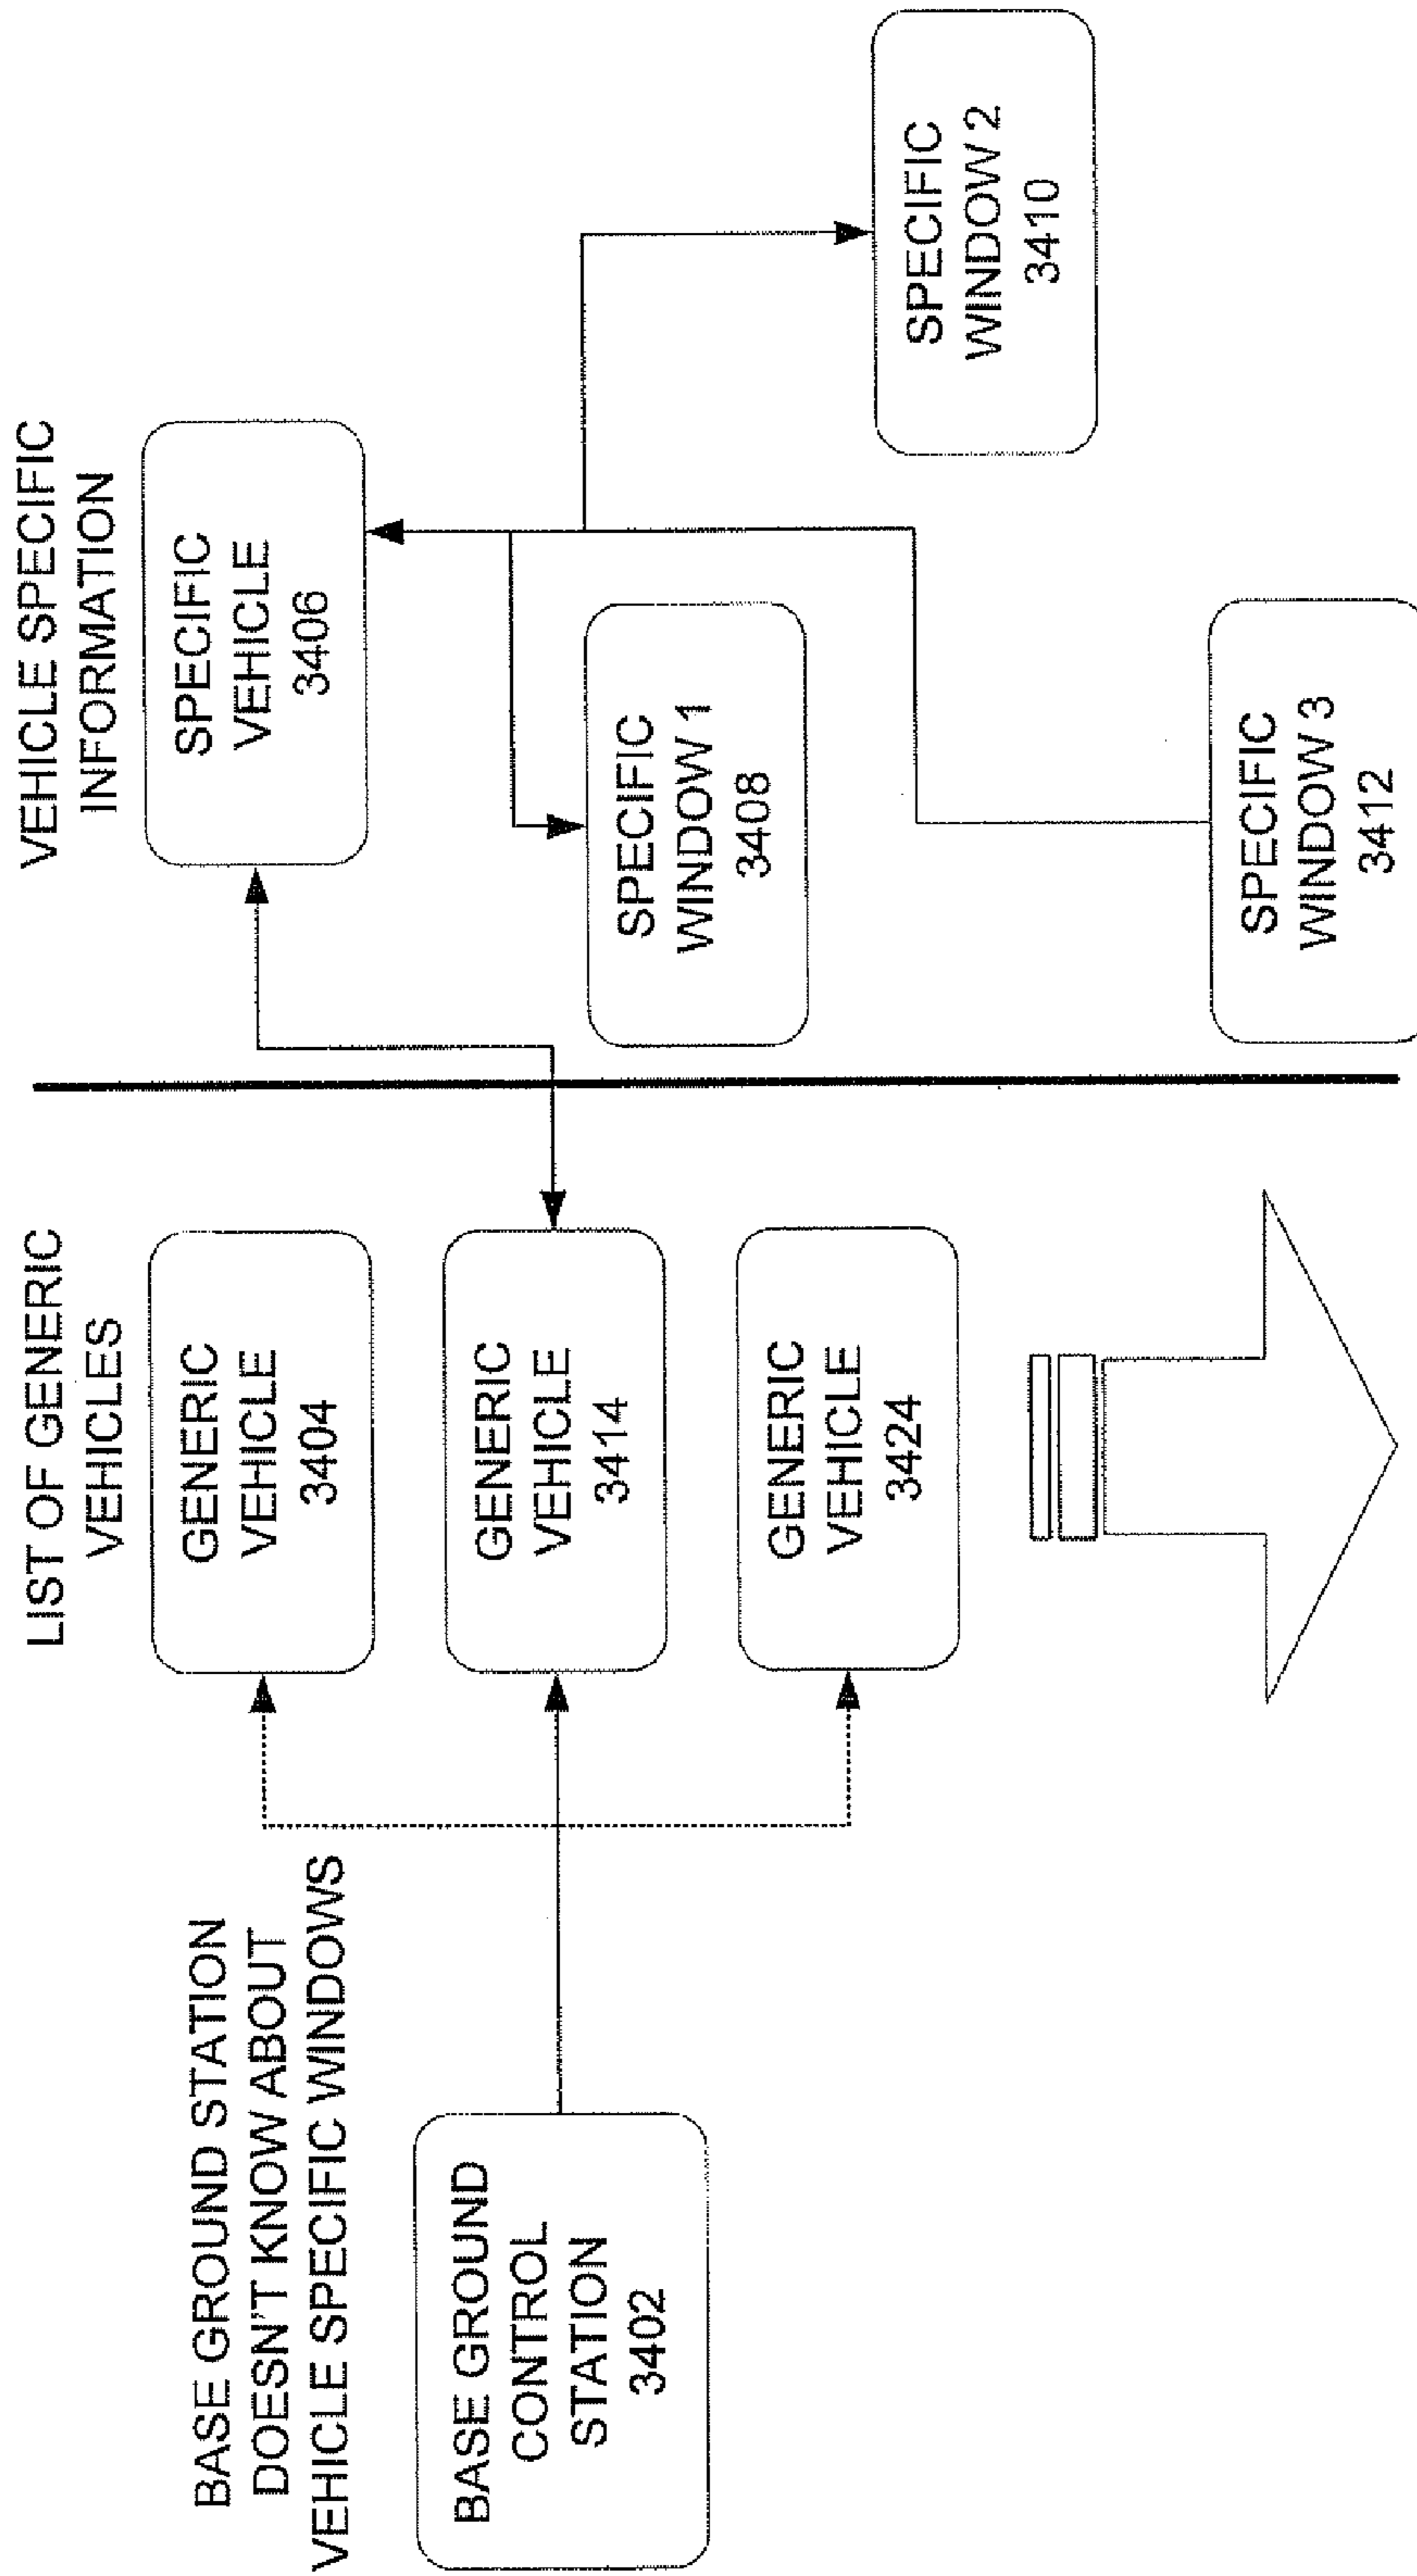 BASE GROUND STATION
DOESN'T KNOW ABOUT
VEHICLE SPECIFIC WINDOWS
BASE GROUND
CONTROL
STATION
3402
LIST OF GENERIC
VEHICLES
GENERIC
VEHICLE
3404
GENERIC
VEHICLE
3414
GENERIC
VEHICLE
3424
VEHICLE SPECIFIC
INFORMATION
SPECIFIC
VEHICLE
3406
SPECIFIC
WINDOW 1
3408
SPECIFIC
WINDOW 2
3410
SPECIFIC
WINDOW 3
3412